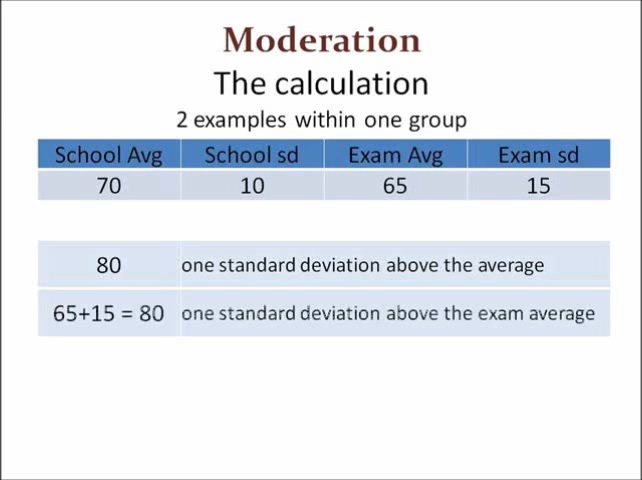 Moderation
The calculation
2 examples within one group
School Avg School sd Exam Avg Exam sd
70 10 65 15
80 one standard deviation above the average
65+15 = 80 one standard deviation above the exam average